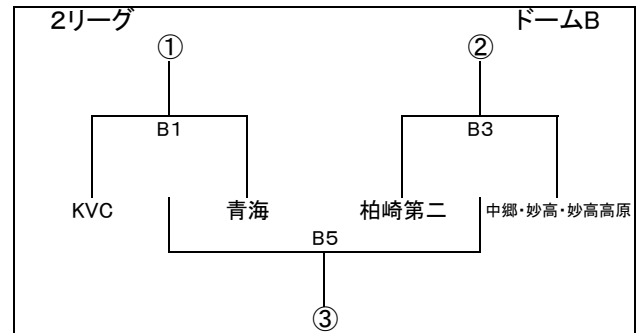 2リーグ ドームB
① ②
B1 B3
KVC 青海 柏崎第二 中郷・妙高・妙高高原
B5
③